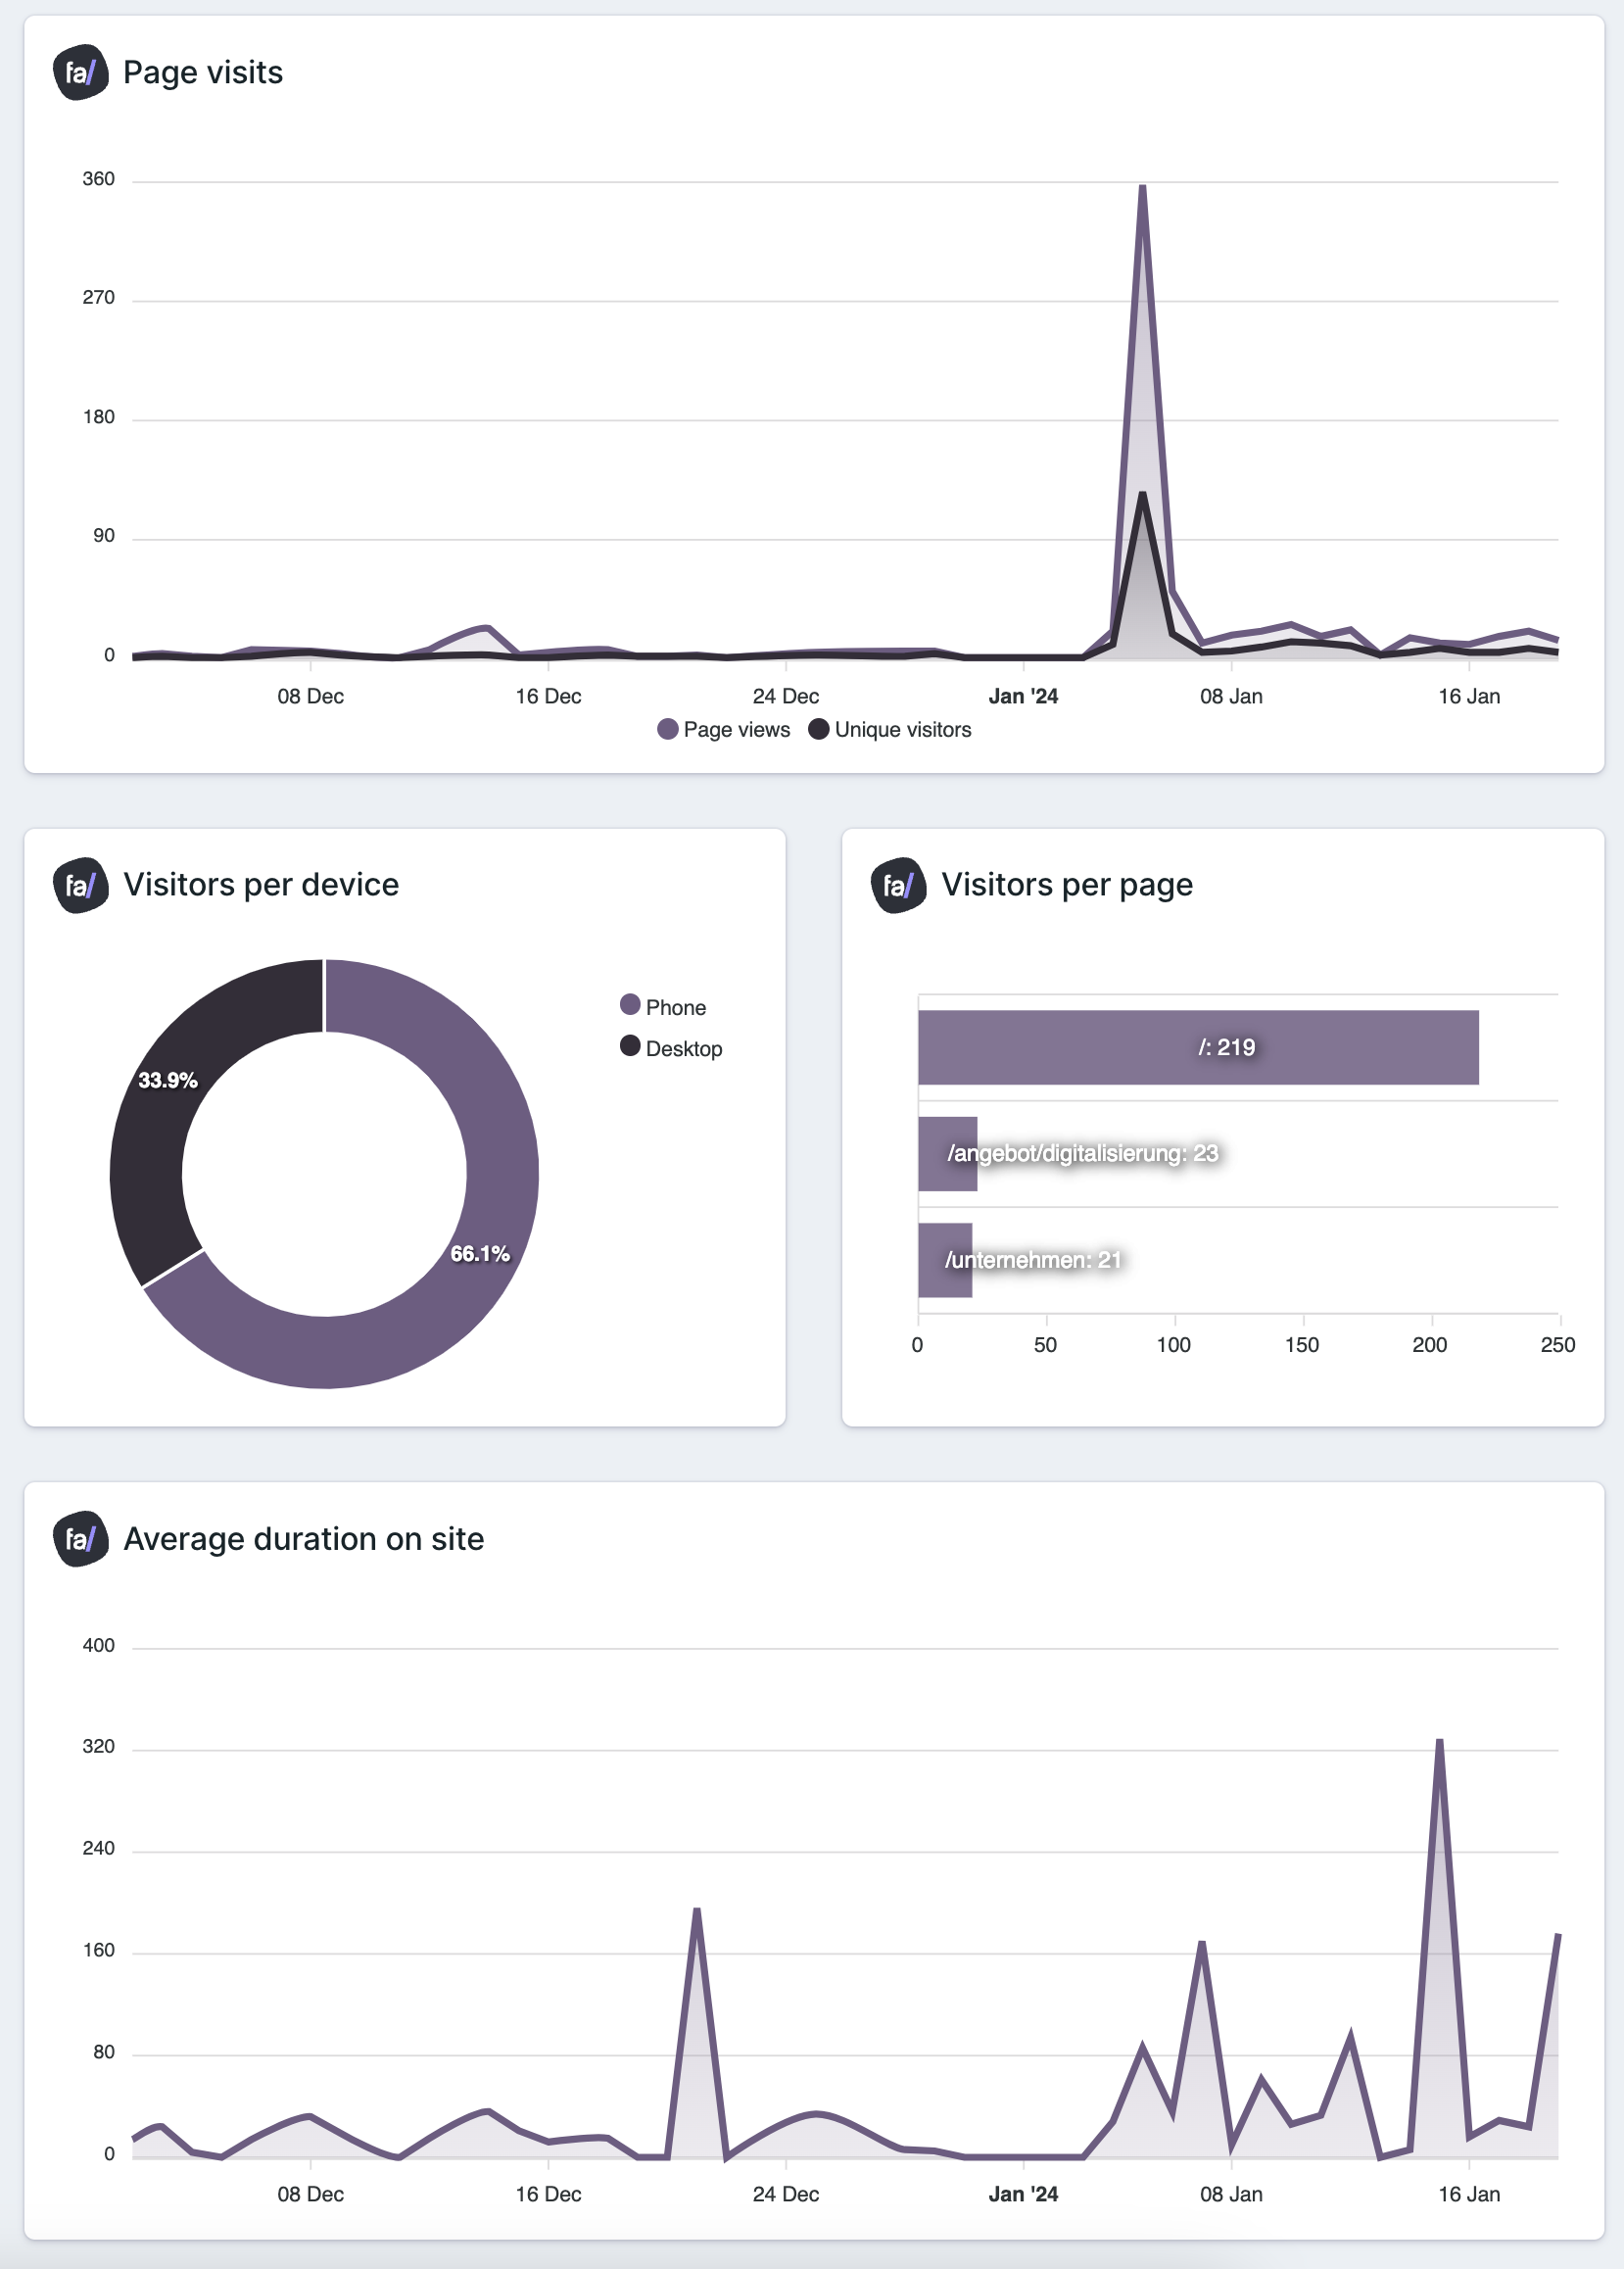 fa/ Page visits
360
270
180
90
0
08 Dec 16 Dec 24 Dec Jan '24 08 Jan 16 Jan
Page views Unique visitors
fa/ Visitors per device
Phone
Desktop
33.9%
66.1%
fa/ Visitors per page
/: 219
/angebot/digitalisierung: 23
/unternehmen: 21
0 50 100 150 200 250
fa/ Average duration on site
400
320
240
160
80
0
08 Dec 16 Dec 24 Dec Jan '24 08 Jan 16 Jan